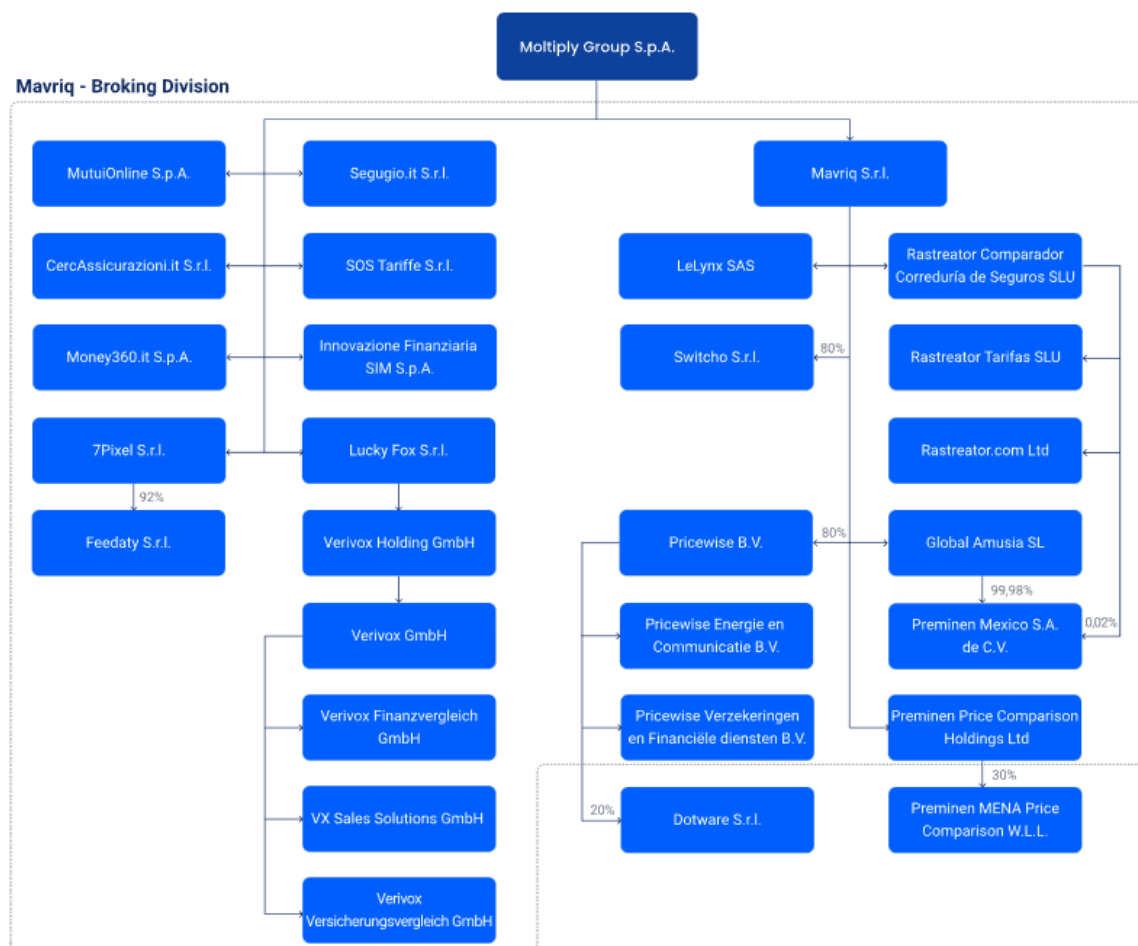 Moltiply Group S.p.A.
Mavriq - Broking Division
MutuiOnline S.p.A.
Segugio.it S.r.l.
Mavriq S.r.l.
CercAssicurazioni.it S.r.l.
SOS Tariffe S.r.l.
LeLynx SAS
Rastreator Comparador
Correduría de Seguros SLU
Money360.it S.p.A.
Innovazione Finanziaria
SIM S.p.A.
Switcho S.r.l.
80%
Rastreator Tarifas SLU
7Pixel S.r.l.
Lucky Fox S.r.l.
Rastreator.com Ltd
92%
Feedaty S.r.l.
Verivox Holding GmbH
Pricewise B.V.
80%
Global Amusia SL
99,98%
Verivox GmbH
Pricewise Energie en
Communicatie B.V.
Preminen Mexico S.A.
de C.V.
0,02%
Verivox Finanzvergleich
GmbH
Pricewise Verzekeringen
en Financiële diensten B.V.
Preminen Price Comparison
Holdings Ltd
30%
VX Sales Solutions GmbH
20%
Dotware S.r.l.
Preminen MENA Price
Comparison W.L.L.
Verivox
Versicherungsvergleich GmbH